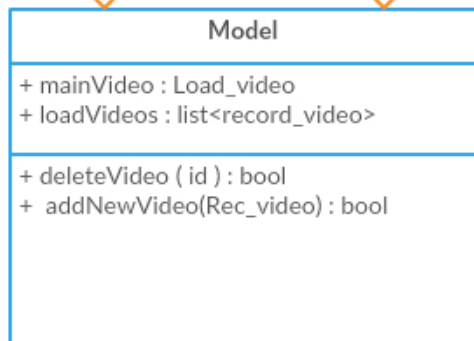 Model
+ mainVideo : Load_video
+ loadVideos : list<record_video>
+ deleteVideo ( id ) : bool
+ addNewVideo(Rec_video) : bool